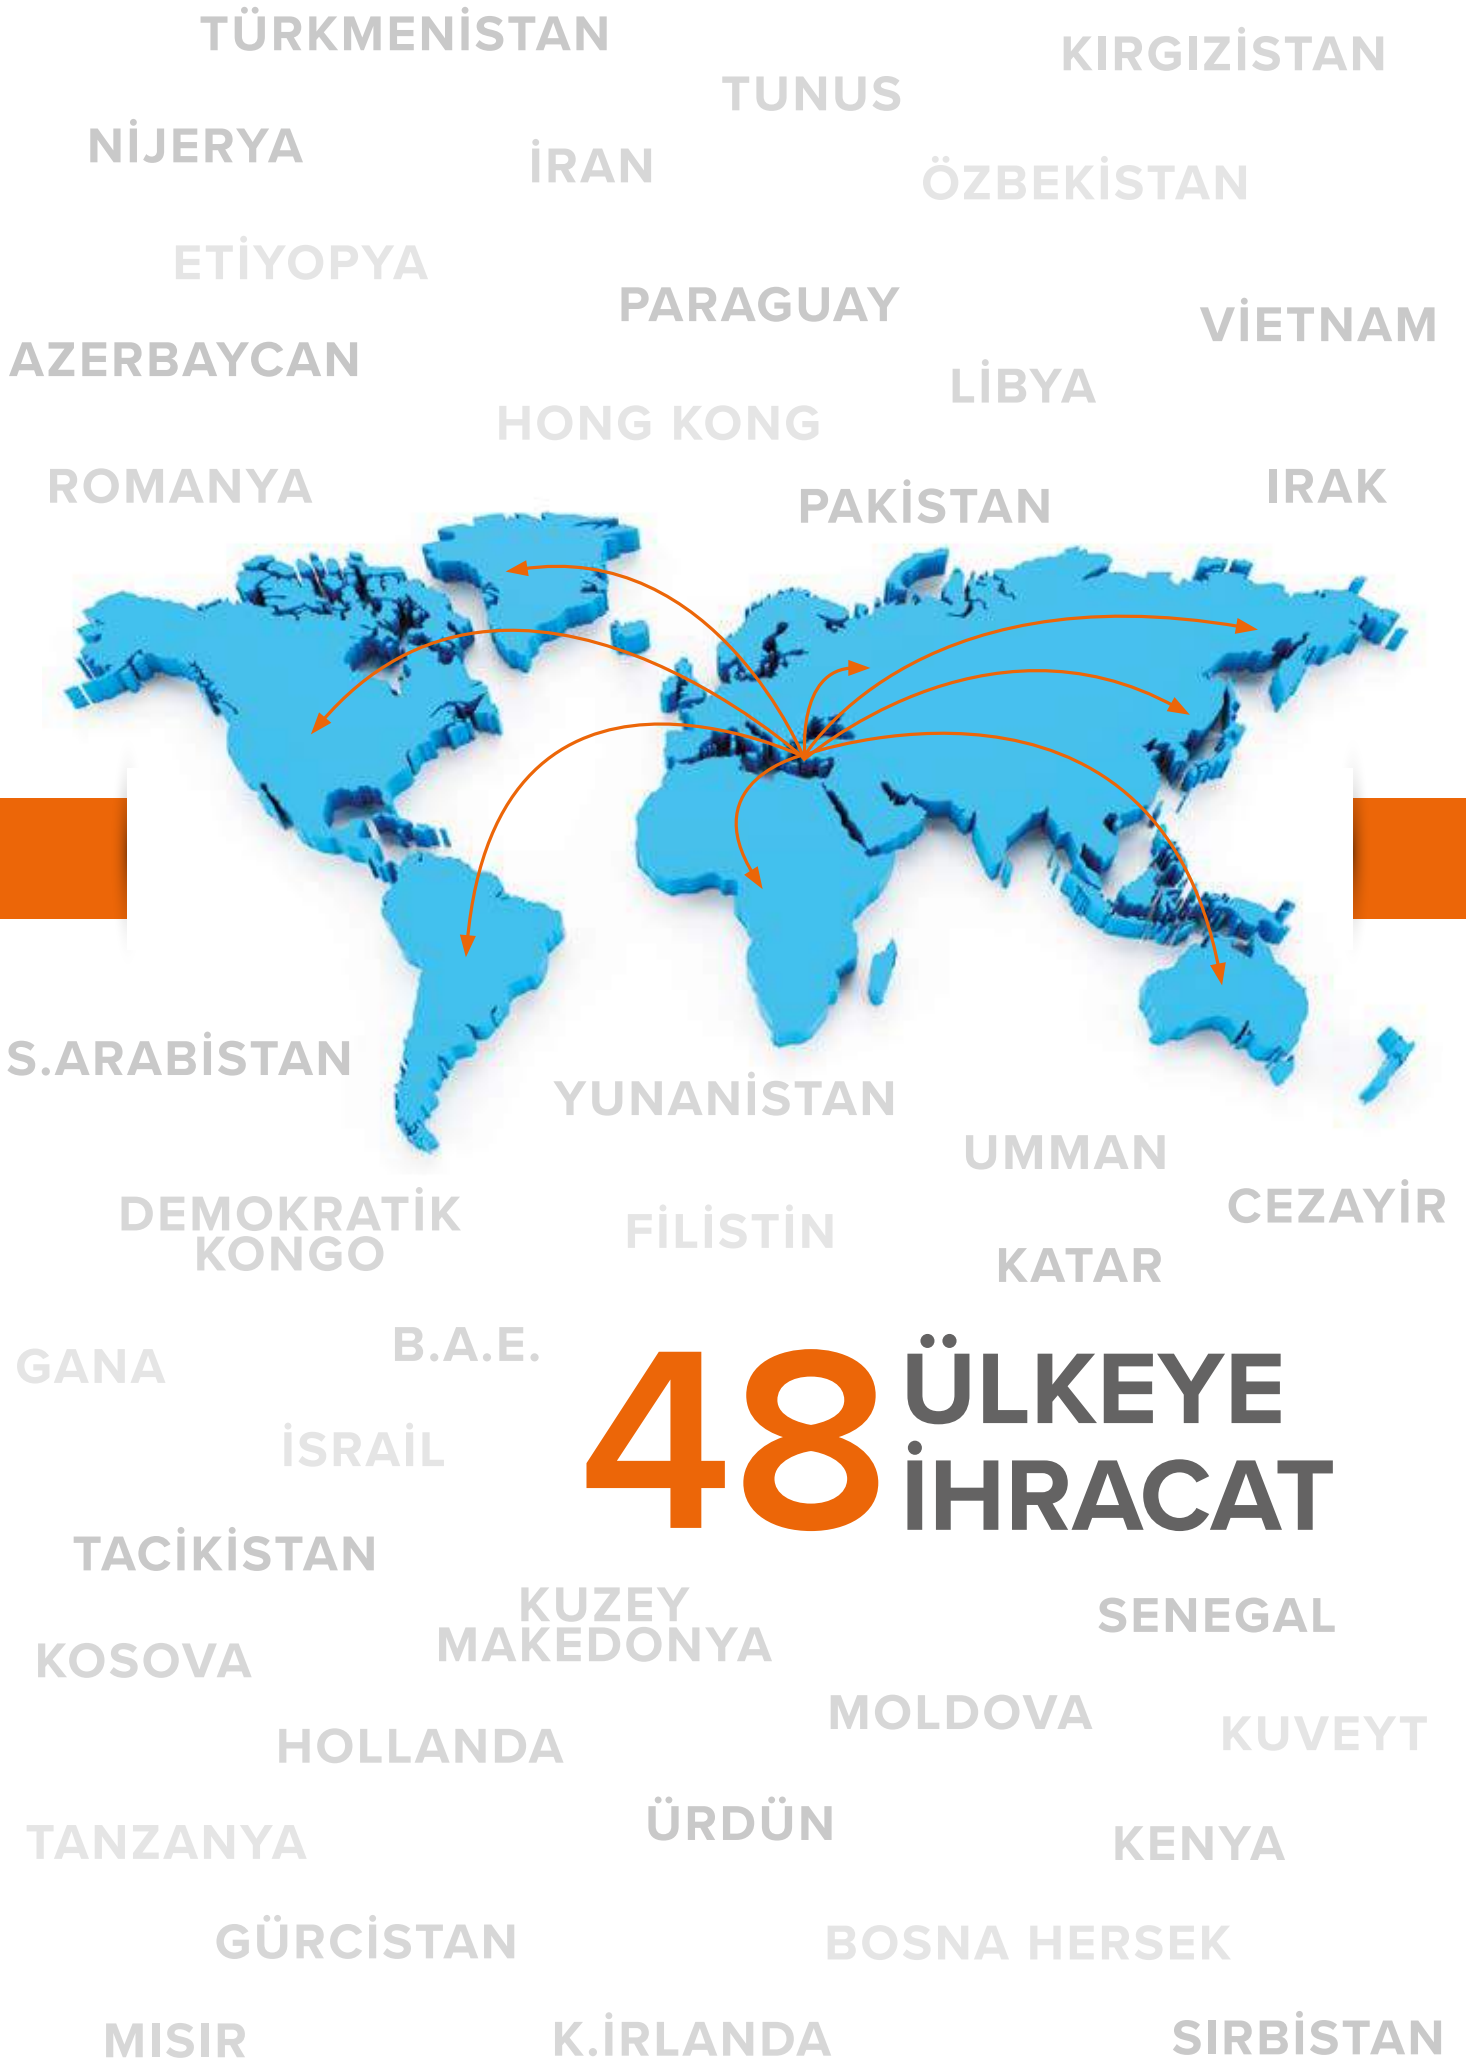 TÜRKMENİSTAN
KIRGIZİSTAN
TUNUS
NİJERYA
İRAN
ÖZBEKİSTAN
ETİYOPYA
PARAGUAY
VİETNAM
AZERBAYCAN
LİBYA
HONG KONG
ROMANYA
IRAK
PAKİSTAN
S.ARABİSTAN
YUNANİSTAN
UMMAN
CEZAYİR
DEMOKRATİK
KONGO
FİLİSTİN
KATAR
B.A.E.
GANA
48 ÜLKEYE
İHRACAT
İSRAİL
TACİKİSTAN
KUZEY
MAKEDONYA
SENEGAL
KOSOVA
MOLDOVA
KUVEYT
HOLLANDA
ÜRDÜN
TANZANYA
KENYA
GÜRCİSTAN
BOSNA HERSEK
MISIR
K.İRLANDA
SIRBİSTAN